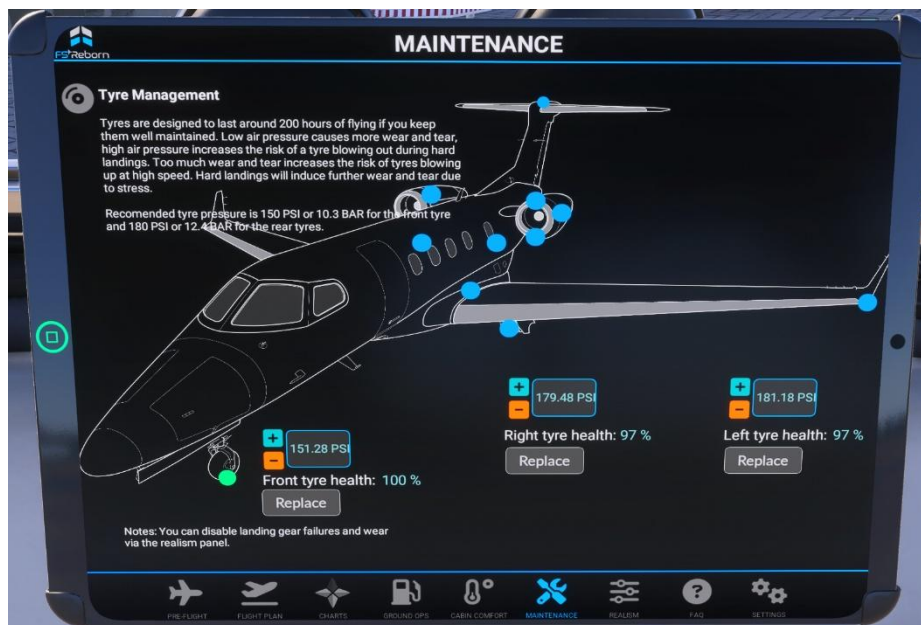 FS Reborn
MAINTENANCE
Tyre Management
Tyres are designed to last around 200 hours of flying if you keep
them well maintained. Low air pressure causes more wear and tear,
high air pressure increases the risk of a tyre blowing out during hard
landings. Too much wear and tear increases the risk of tyres blowing
up at high speed. Hard landings will induce further wear and tear due
to stress.
Recomended tyre pressure is 150 PSI or 10.3 BAR for the front tyre
and 180 PSI or 12.4 BAR for the rear tyres.
+
179.48 PSI
-
Right tyre health: 97 %
Replace
+
181.18 PSI
-
Left tyre health: 97 %
Replace
+
151.28 PSI
-
Front tyre health: 100 %
Replace
Notes: You can disable landing gear failures and wear
via the realism panel.
PRE-FLIGHT
FLIGHT PLAN
CHARTS
GROUND OPS
CABIN COMFORT
MAINTENANCE
REALISM
?
FAQ
SETTINGS